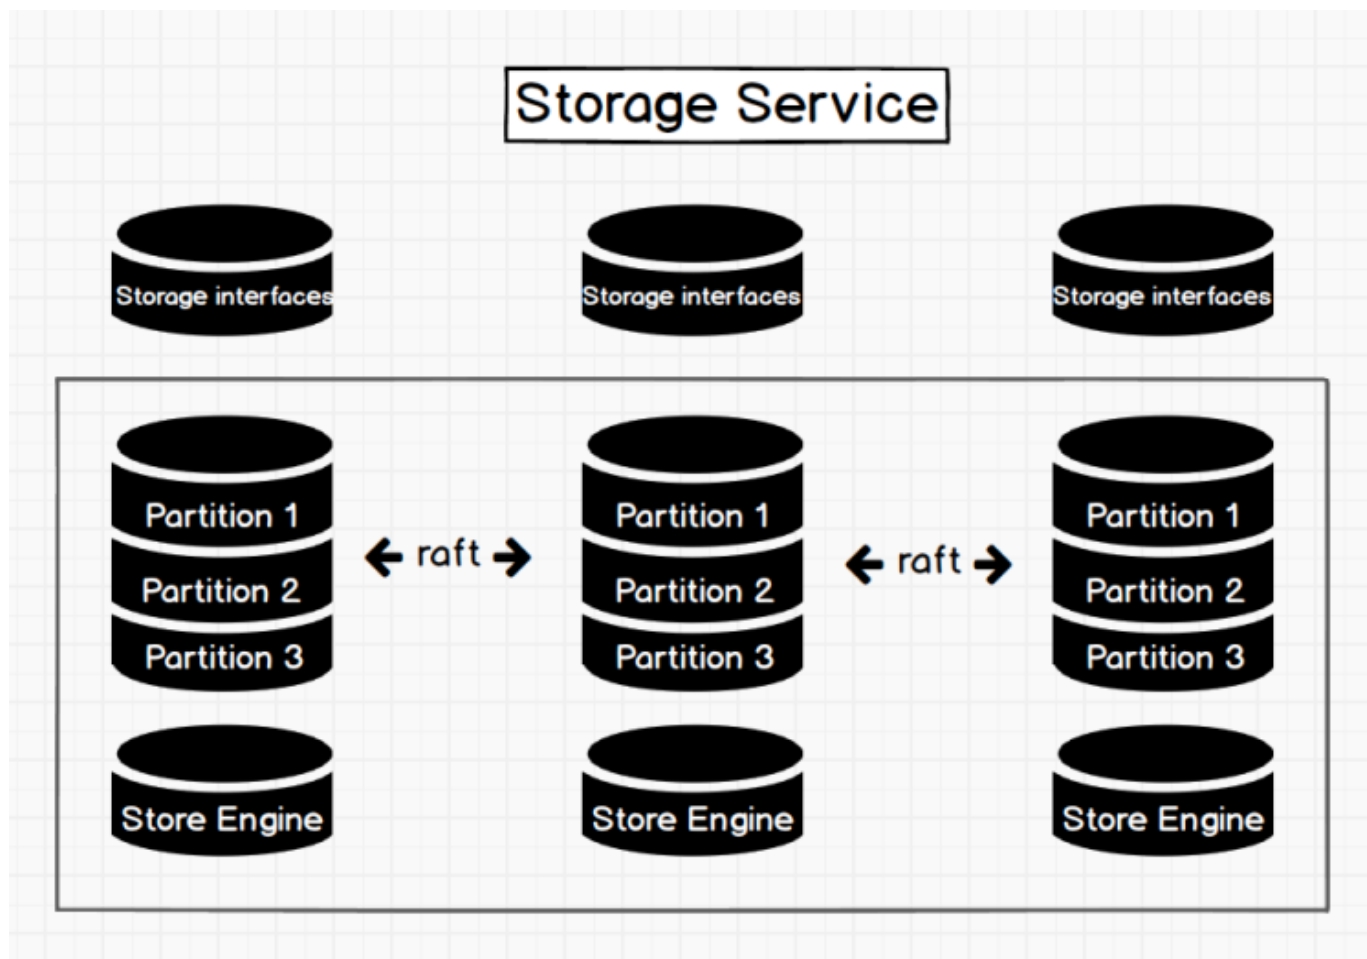 Storage Service
Storage interfaces
Storage interfaces
Storage interfaces
Partition 1
Partition 2
Partition 3
raft
Partition 1
Partition 2
Partition 3
raft
Partition 1
Partition 2
Partition 3
Store Engine
Store Engine
Store Engine